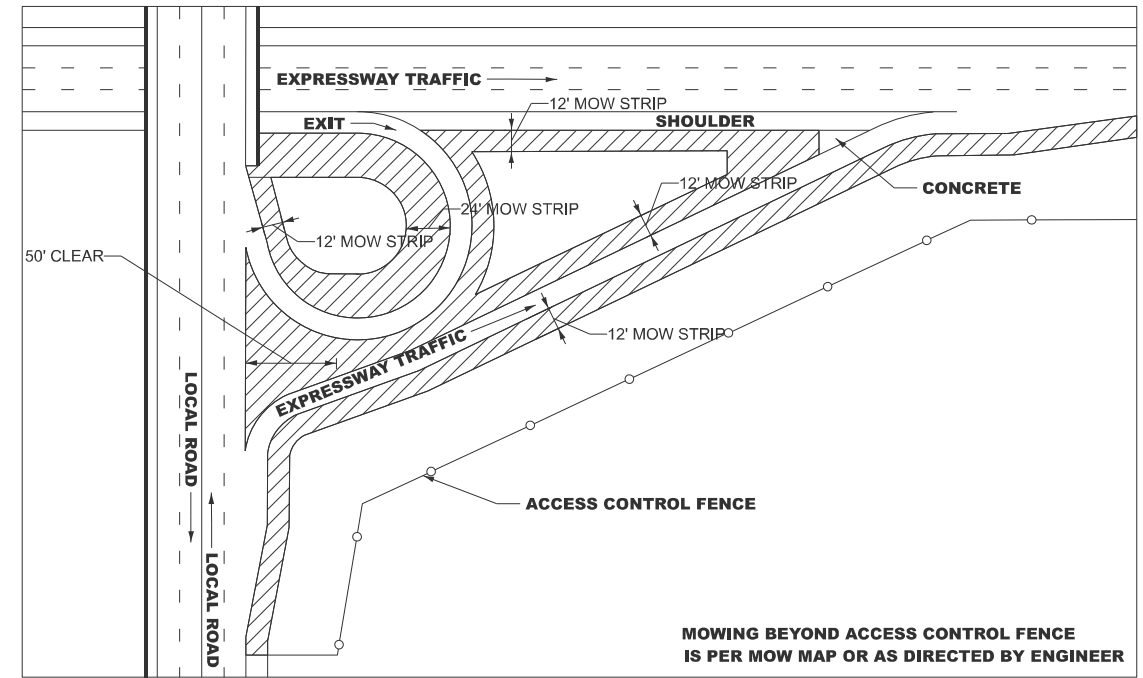 EXPRESSWAY TRAFFIC
12' MOW STRIP
EXIT
SHOULDER
12' MOW STRIP
CONCRETE
24' MOW STRIP
12' MOW STRIP
50' CLEAR
12' MOW STRIP
EXPRESSWAY TRAFFIC
LOCAL ROAD
ACCESS CONTROL FENCE
LOCAL ROAD
MOWING BEYOND ACCESS CONTROL FENCE
IS PER MOW MAP OR AS DIRECTED BY ENGINEER